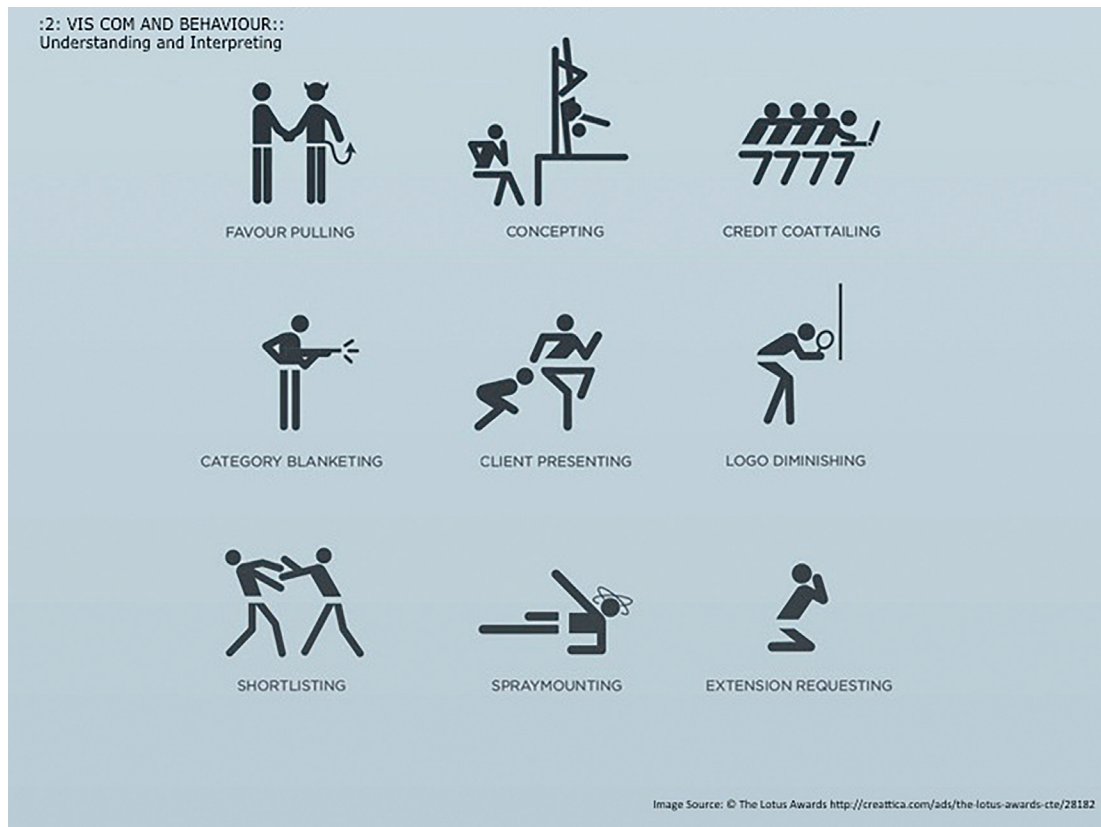 :2: VIS COM AND BEHAVIOUR::
Understanding and Interpreting
FAVOUR PULLING
CONCEPTING
CREDIT COATTAILING
CATEGORY BLANKETING
CLIENT PRESENTING
LOGO DIMINISHING
SHORTLISTING
SPRAYMOUNTING
EXTENSION REQUESTING
Image Source: © The Lotus Awards http://creattica.com/ads/the-lotus-awards-cte/28182